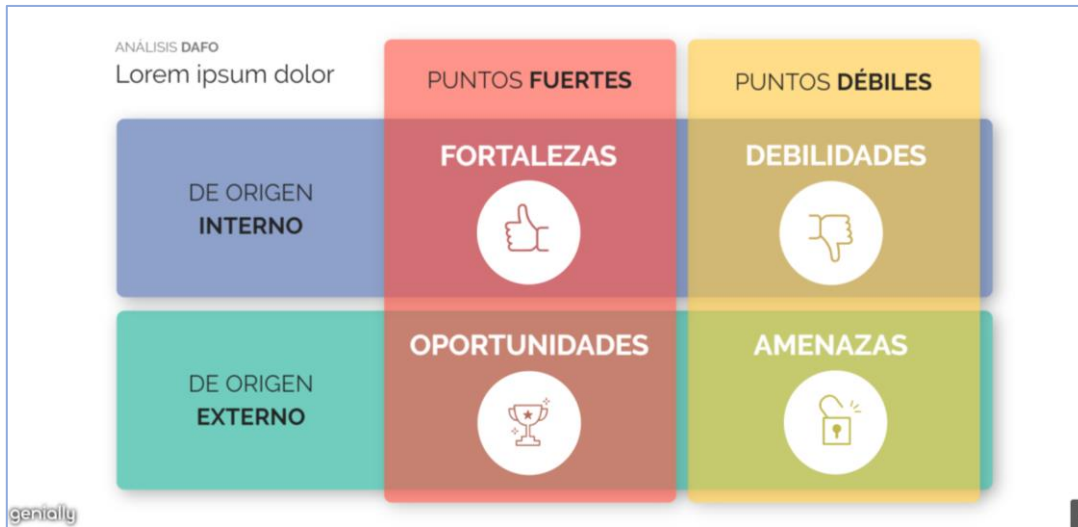 ANÁLISIS DAFO
Lorem ipsum dolor
PUNTOS FUERTES
PUNTOS DÉBILES
FORTALEZAS
DEBILIDADES
DE ORIGEN
INTERNO
OPORTUNIDADES
AMENAZAS
DE ORIGEN
EXTERNO
genially